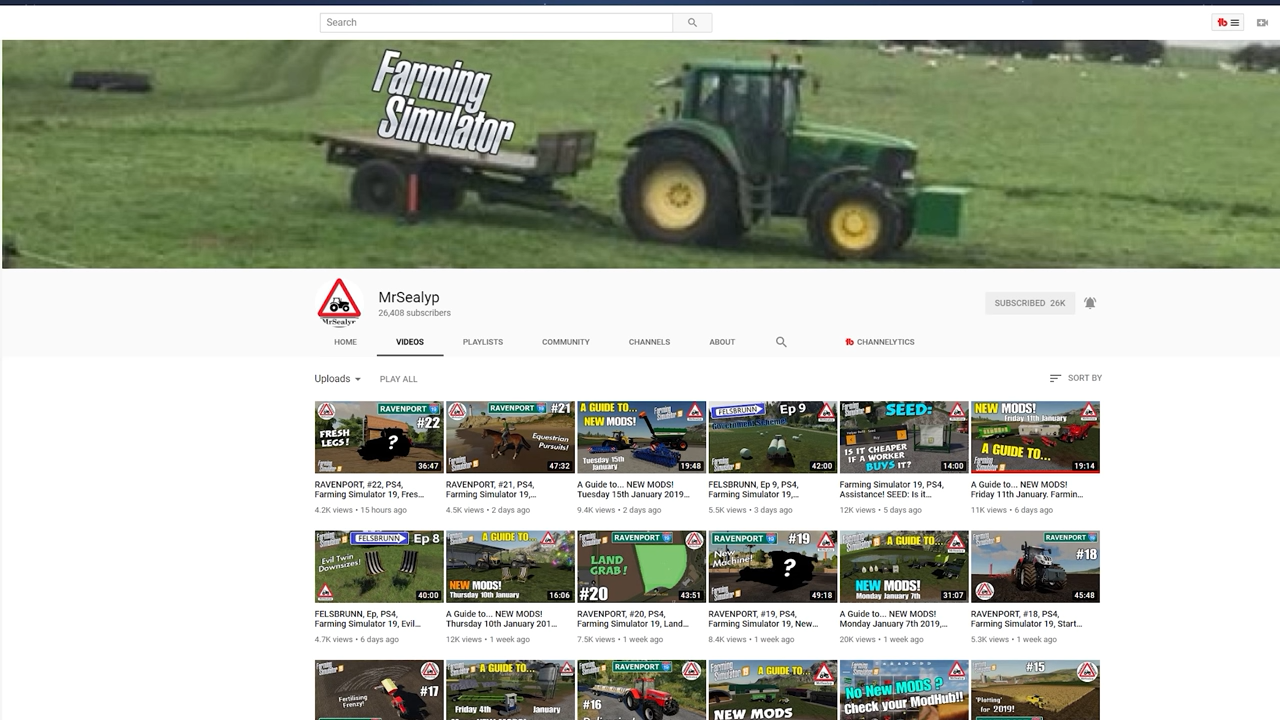 Search
Farming
Simulator
MrSealyp
MrSealyp
26,408 subscribers
SUBSCRIBED 26K
HOME
VIDEOS
PLAYLISTS
COMMUNITY
CHANNELS
ABOUT
CHANNELYTICS
Uploads
PLAY ALL
SORT BY
RAVENPORT
#22
FRESH
LEGS!
?
36:47
RAVENPORT
#21
Equestrian
Pursuits!
47:32
A GUIDE TO...
NEW MODS!
Tuesday 15th
January
19:48
FELSBRUNN
Ep 9
42:00
SEED:
IS IT CHEAPER
IF A WORKER
BUYS IT?
14:00
NEW MODS!
Friday 11th January
A GUIDE TO...
19:14
RAVENPORT, #22, PS4,
Farming Simulator 19, Fres...
4.2K views • 15 hours ago
RAVENPORT, #21, PS4,
Farming Simulator 19,...
4.5K views • 2 days ago
A Guide to... NEW MODS!
Tuesday 15th January 2019...
9.4K views • 2 days ago
FELSBRUNN, Ep 9, PS4,
Farming Simulator 19,...
5.5K views • 3 days ago
Farming Simulator 19, PS4,
Assistance! SEED: Is it...
12K views • 5 days ago
A Guide to... NEW MODS!
Friday 11th January. Farmin...
11K views • 6 days ago
FELSBRUNN
Ep 8
Evil Twin
Downsizes!
40:00
A GUIDE TO...
NEW MODS!
Thursday 10th January
16:06
RAVENPORT
LAND
GRAB!
#20
43:51
RAVENPORT
#19
New
Machine!
?
49:18
A GUIDE TO...
NEW MODS!
Monday January 7th
31:07
RAVENPORT
#18
45:48
FELSBRUNN, Ep, PS4,
Farming Simulator 19, Evil...
4.7K views • 6 days ago
A Guide to... NEW MODS!
Thursday 10th January 201...
12K views • 1 week ago
RAVENPORT, #20, PS4,
Farming Simulator 19, Land...
7.5K views • 1 week ago
RAVENPORT, #19, PS4,
Farming Simulator 19, New...
8.4K views • 1 week ago
A Guide to... NEW MODS!
Monday January 7th 2019,...
20K views • 1 week ago
RAVENPORT, #18, PS4,
Farming Simulator 19, Start...
5.3K views • 1 week ago
#17
Fertilising
Frenzy!
A GUIDE TO...
Friday 4th January
RAVENPORT
#16
A GUIDE TO...
NEW MODS
No New MODS ?
Check your ModHub!!
#15
'Planting'
for 2019!